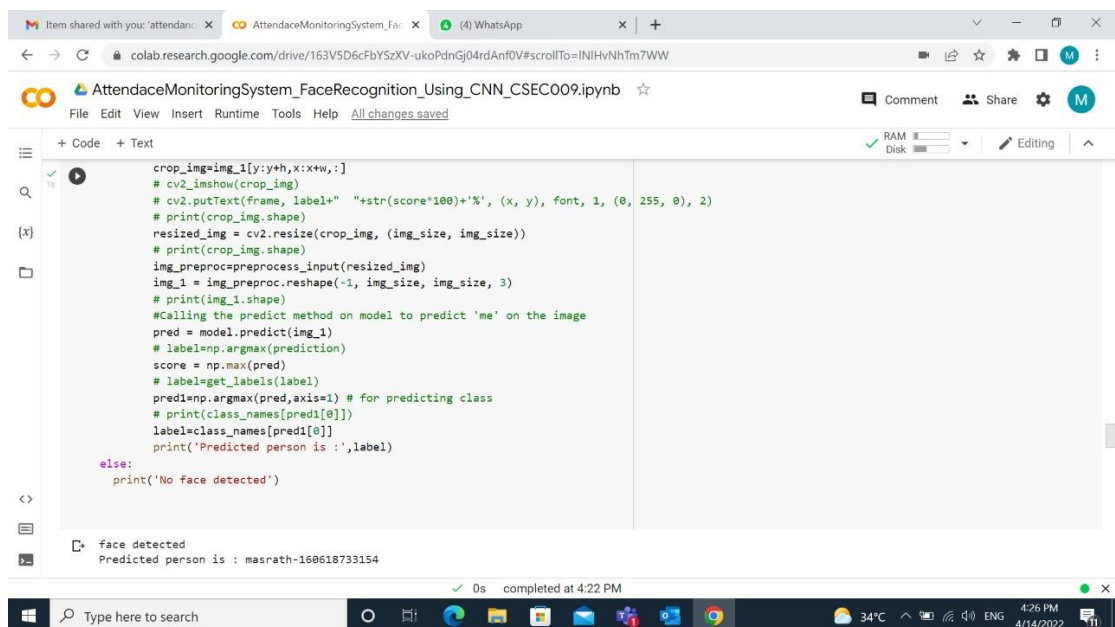 Item shared with you: 'attendanc
AttendaceMonitoringSystem_Fac
(4) WhatsApp
colab.research.google.com/drive/163V5D6cFbYSzXV-ukoPdnGj04rdAnf0V#scrollTo=lNlHvNhTm7WW
M
CO
AttendaceMonitoringSystem_FaceRecognition_Using_CNN_CSEC009.ipynb
File Edit View Insert Runtime Tools Help All changes saved
Comment Share M
+ Code + Text
RAM
Disk
Editing
1s
crop_img=img_1[y:y+h,x:x+w,:]
# cv2_imshow(crop_img)
# cv2.putText(frame, label+" "+str(score*100)+'%', (x, y), font, 1, (0, 255, 0), 2)
# print(crop_img.shape)
resized_img = cv2.resize(crop_img, (img_size, img_size))
# print(crop_img.shape)
img_preproc=preprocess_input(resized_img)
img_1 = img_preproc.reshape(-1, img_size, img_size, 3)
# print(img_1.shape)
#Calling the predict method on model to predict 'me' on the image
pred = model.predict(img_1)
# label=np.argmax(prediction)
score = np.max(pred)
# label=get_labels(label)
pred1=np.argmax(pred,axis=1) # for predicting class
# print(class_names[pred1[0]])
label=class_names[pred1[0]]
print('Predicted person is :',label)
else:
print('No face detected')
{x}
face detected
Predicted person is : masrath-160618733154
0s completed at 4:22 PM
Type here to search
34°C
ENG
4:26 PM
4/14/2022